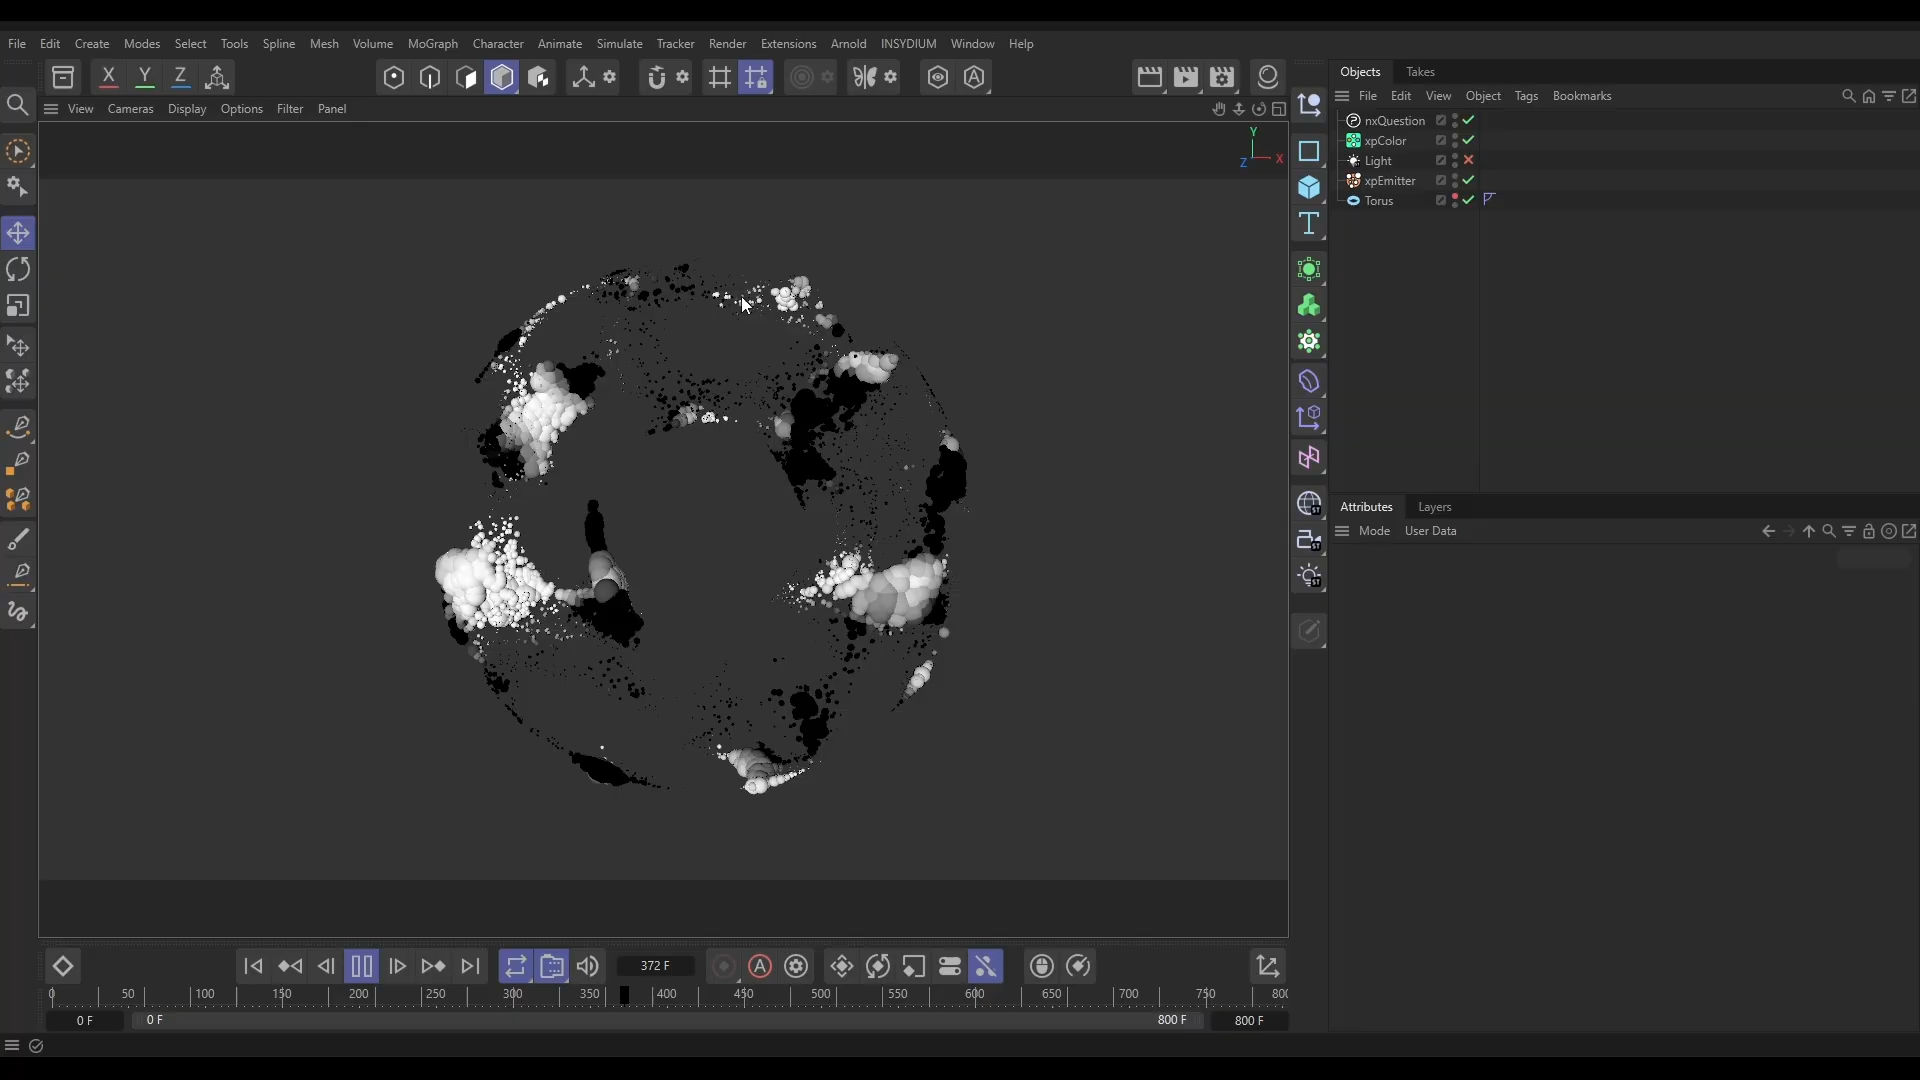 File Edit Create Modes Select Tools Spline Mesh Volume MoGraph Character Animate Simulate Tracker Render Extensions Arnold INSYDIUM Window Help
X Y Z
Objects Takes
View Cameras Display Options Filter Panel
File Edit View Object Tags Bookmarks
Y
Z X
nxQuestion
xpColor
Light
xpEmitter
Torus
T
Attributes Layers
Mode User Data
ST
ST
ST
372 F
A
0 50 100 150 200 250 300 350 400 450 500 550 600 650 700 750 800
0 F 0 F 800 F 800 F